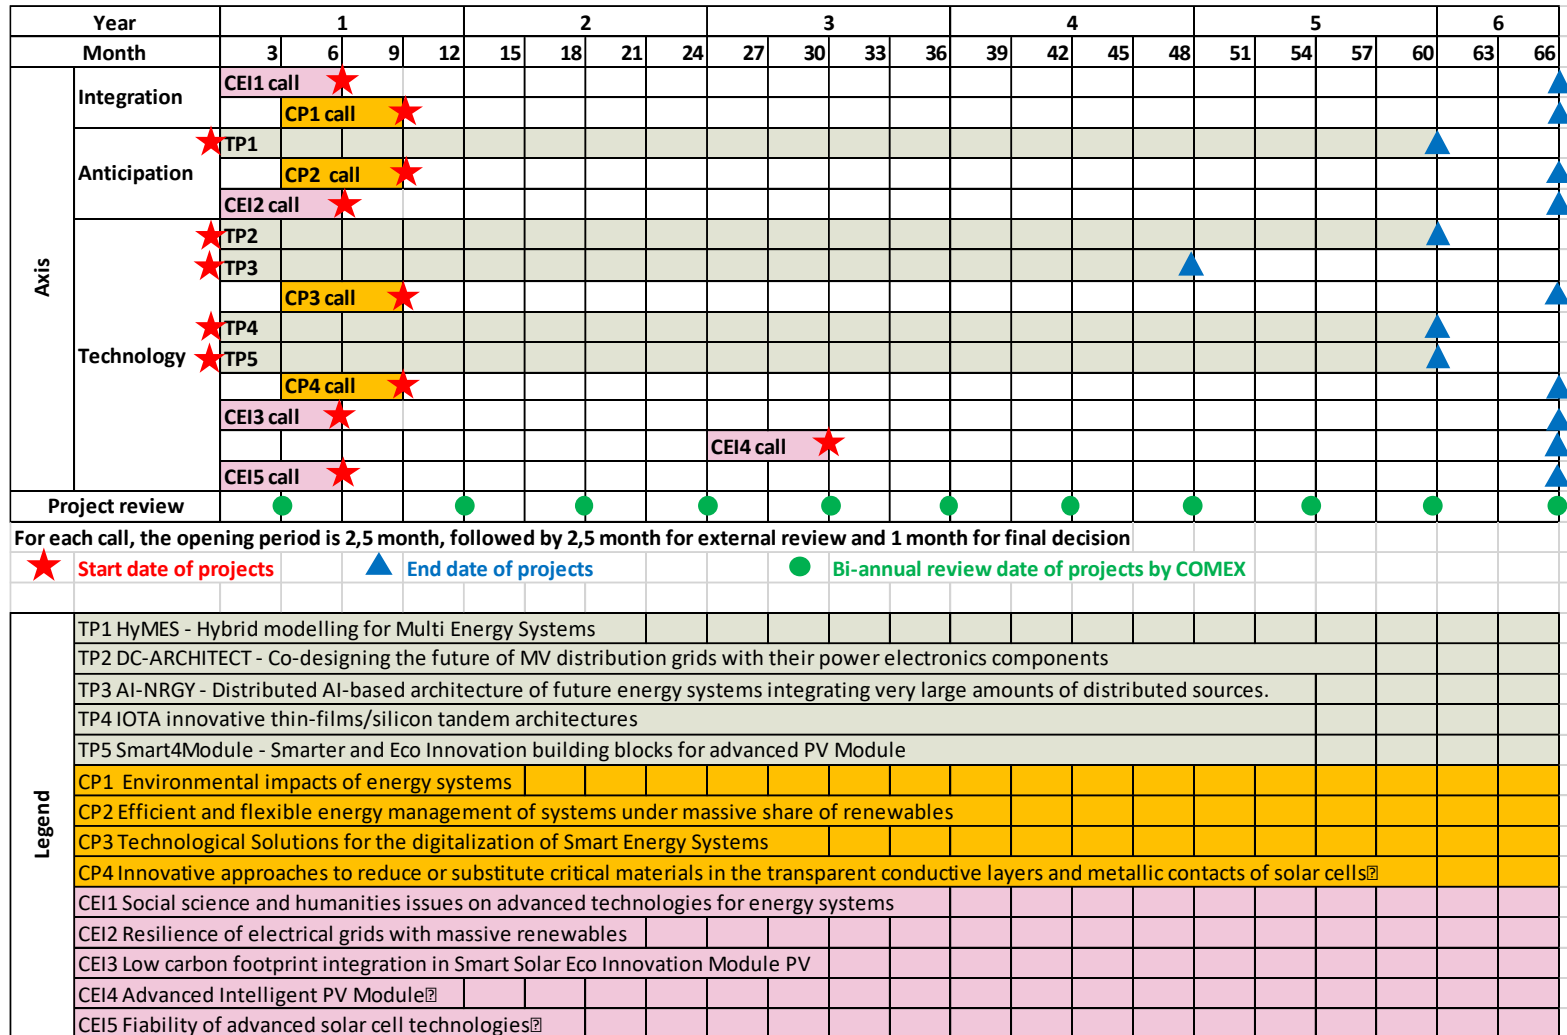 Year 1 2 3 4 5 6
Month 3 6 9 12 15 18 21 24 27 30 33 36 39 42 45 48 51 54 57 60 63 66
Axis
Integration
CEI1 call
CP1 call
Anticipation
TP1
CP2 call
CEI2 call
Technology
TP2
TP3
CP3 call
TP4
TP5
CP4 call
CEI3 call
CEI4 call
CEI5 call
Project review
For each call, the opening period is 2,5 month, followed by 2,5 month for external review and 1 month for final decision
Start date of projects End date of projects Bi-annual review date of projects by COMEX
Legend
TP1 HyMES - Hybrid modelling for Multi Energy Systems
TP2 DC-ARCHITECT - Co-designing the future of MV distribution grids with their power electronics components
TP3 AI-NRGY - Distributed AI-based architecture of future energy systems integrating very large amounts of distributed sources.
TP4 IOTA innovative thin-films/silicon tandem architectures
TP5 Smart4Module - Smarter and Eco Innovation building blocks for advanced PV Module
CP1 Environmental impacts of energy systems
CP2 Efficient and flexible energy management of systems under massive share of renewables
CP3 Technological Solutions for the digitalization of Smart Energy Systems
CP4 Innovative approaches to reduce or substitute critical materials in the transparent conductive layers and metallic contacts of solar cells
CEI1 Social science and humanities issues on advanced technologies for energy systems
CEI2 Resilience of electrical grids with massive renewables
CEI3 Low carbon footprint integration in Smart Solar Eco Innovation Module PV
CEI4 Advanced Intelligent PV Module
CEI5 Fiability of advanced solar cell technologies